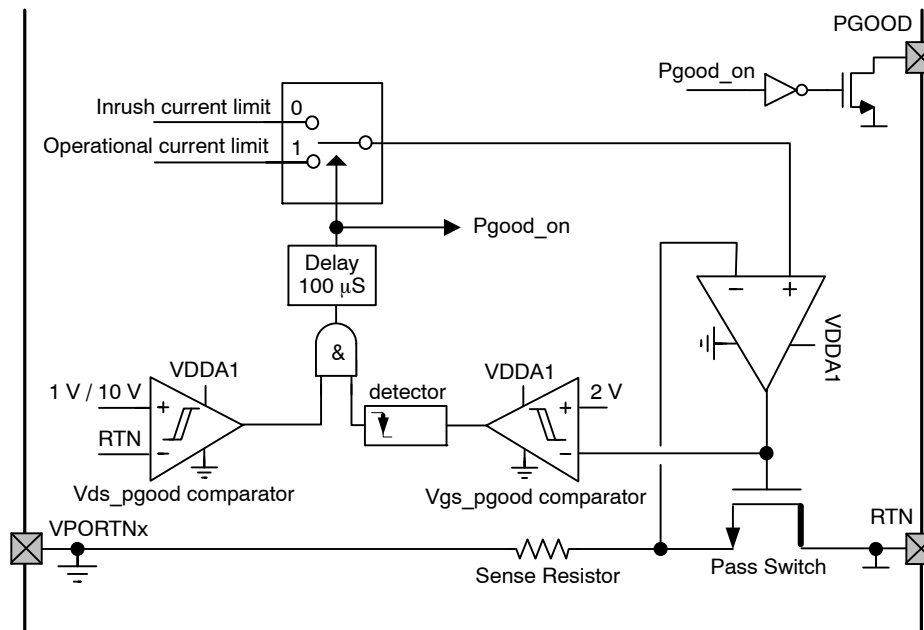 PGOOD
Pgood_on
Inrush current limit
0
Operational current limit
1
Pgood_on
Delay
100 μS
− +
VDDA1
&
VDDA1
1 V / 10 V
+
RTN
−
Vds_pgood comparator
detector
VDDA1
2 V
+
−
Vgs_pgood comparator
VPORTNx
RTN
Sense Resistor
Pass Switch